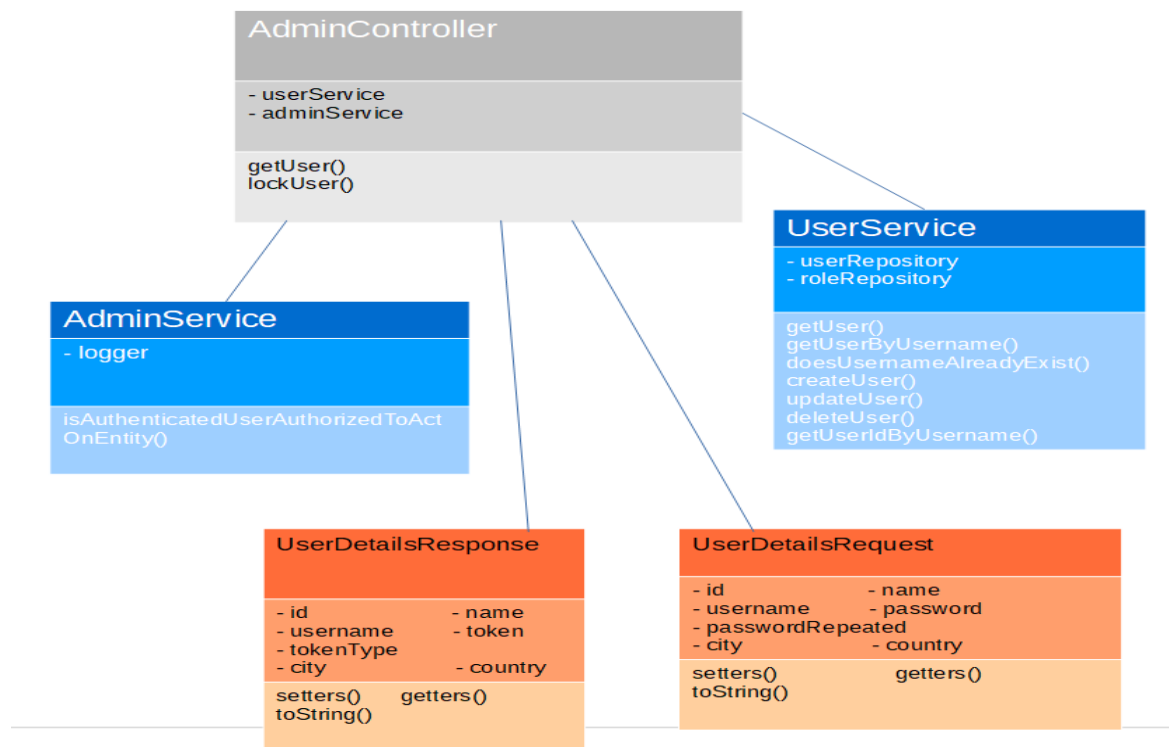 AdminController
- userService
- adminService
getUser()
lockUser()
UserService
- userRepository
- roleRepository
getUser()
getUserByUsername()
doesUsernameAlreadyExist()
createUser()
updateUser()
deleteUser()
getUserIdByUsername()
AdminService
- logger
isAuthenticatedUserAuthorizedToAct
OnEntity()
UserDetailsResponse
- id - name
- username - token
- tokenType
- city - country
setters() getters()
toString()
UserDetailsRequest
- id - name
- username - password
- passwordRepeated
- city - country
setters() getters()
toString()